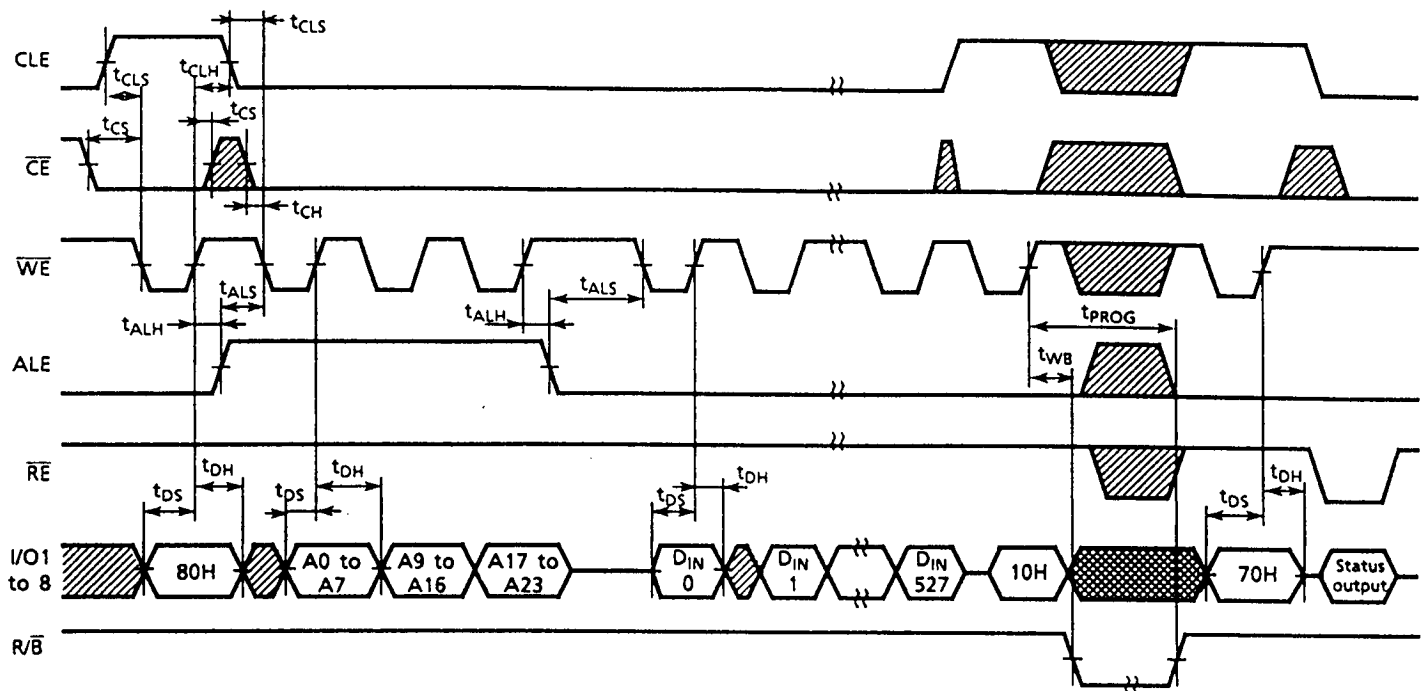 tCLS
CLE
tCLS
tCLH
tCS
tCS
CE
tCH
WE
tALS
tALH
tALH
tALS
tPROG
tWB
ALE
RE
tDS
tDH
tDS
tDH
tDS
tDH
tDS
tDH
I/O1
to 8
80H
A0 to
A7
A9 to
A16
A17 to
A23
DIN
0
DIN
1
DIN
527
10H
70H
Status
output
R/B